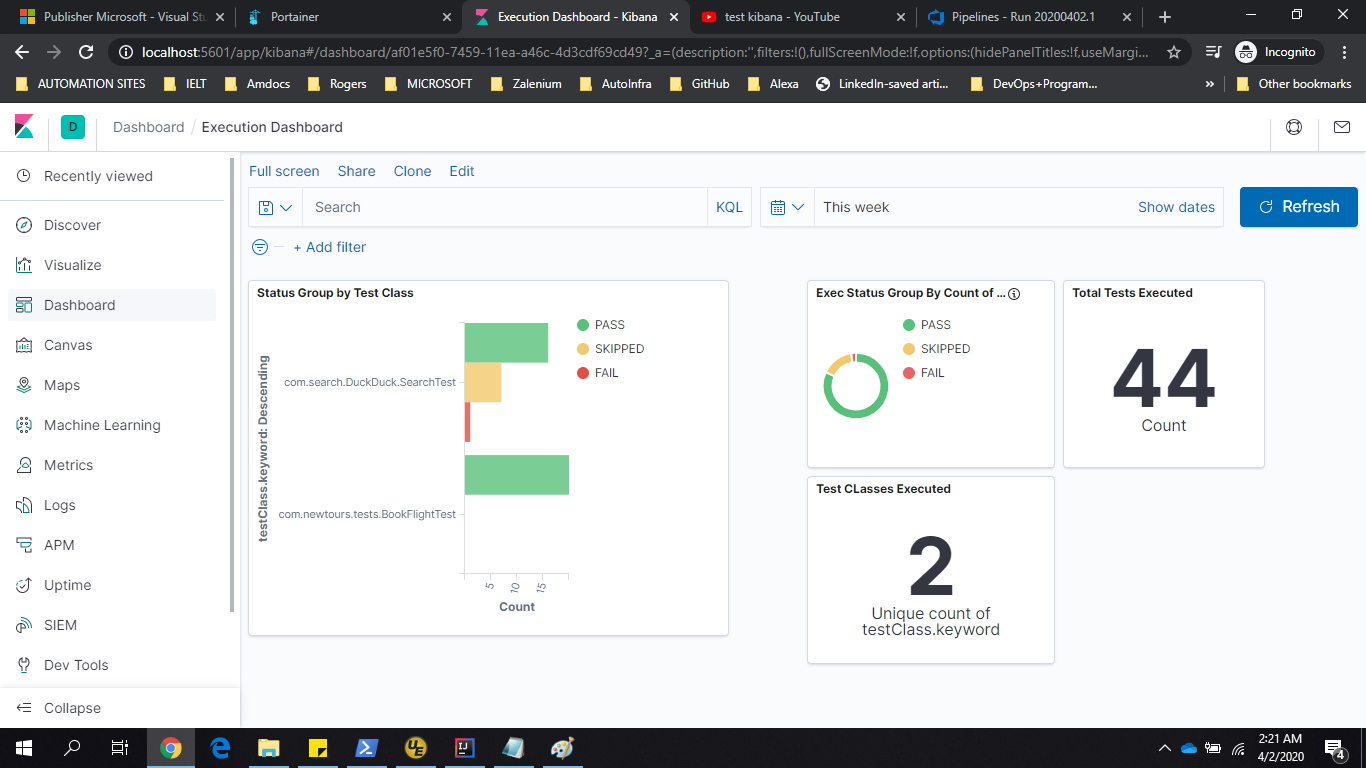 Publisher Microsoft - Visual Stu
Portainer
Execution Dashboard - Kibana
test kibana - YouTube
Pipelines - Run 20200402.1
localhost:5601/app/kibana#/dashboard/af01e5f0-7459-11ea-a46c-4d3cdf69cd49?_a=(description:'',filters:!(),fullScreenMode:!f,options:(hidePanelTitles:!f,useMargi...
Incognito
AUTOMATION SITES
IELT
Amdocs
Rogers
MICROSOFT
Zalenium
AutoInfra
GitHub
Alexa
LinkedIn-saved arti...
DevOps+Program...
»
Other bookmarks
D
Dashboard / Execution Dashboard
Recently viewed
Discover
Visualize
Dashboard
Canvas
Maps
Machine Learning
Metrics
Logs
APM
Uptime
SIEM
Dev Tools
Collapse
Full screen
Share
Clone
Edit
Search
KQL
This week
Show dates
Refresh
+ Add filter
Status Group by Test Class
testClass.keyword: Descending
com.search.DuckDuck.SearchTest
com.newtours.tests.BookFlightTest
5
10
15
Count
PASS
SKIPPED
FAIL
Exec Status Group By Count of ...
PASS
SKIPPED
FAIL
Total Tests Executed
44
Count
Test CLasses Executed
2
Unique count of
testClass.keyword
2:21 AM
4/2/2020
4